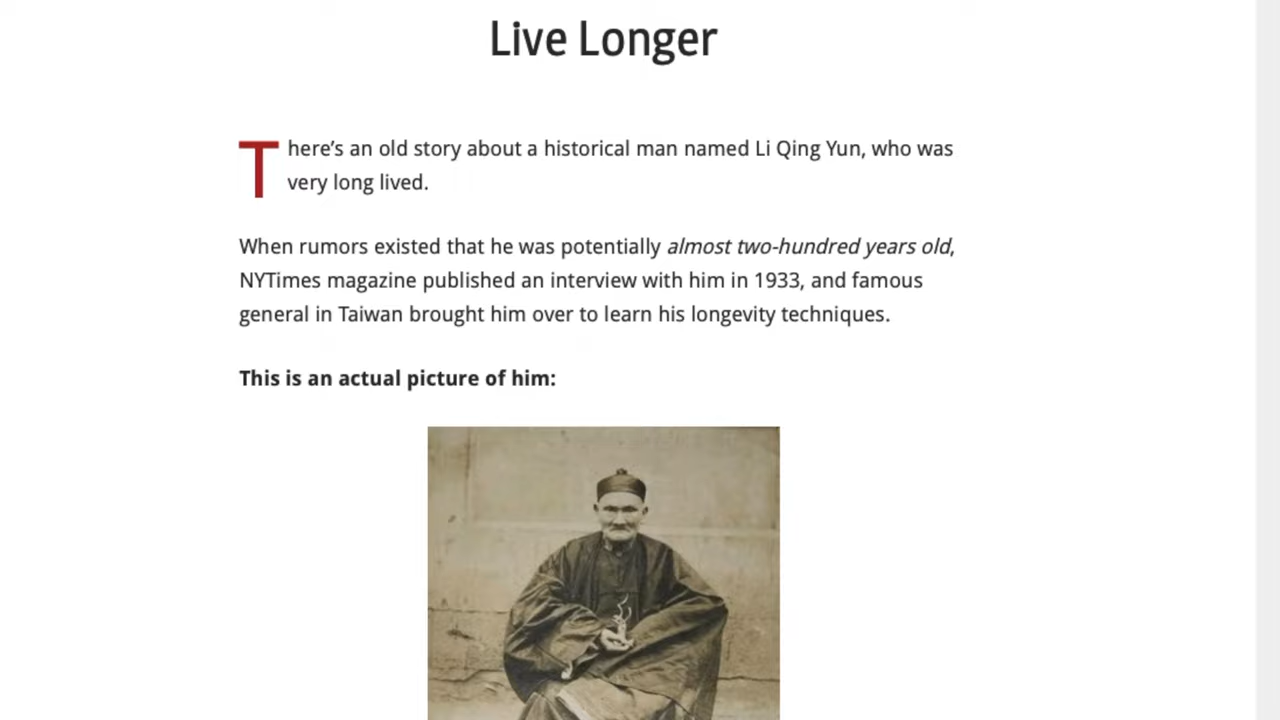 Live Longer
There’s an old story about a historical man named Li Qing Yun, who was
very long lived.
When rumors existed that he was potentially almost two-hundred years old,
NYTimes magazine published an interview with him in 1933, and famous
general in Taiwan brought him over to learn his longevity techniques.
This is an actual picture of him: